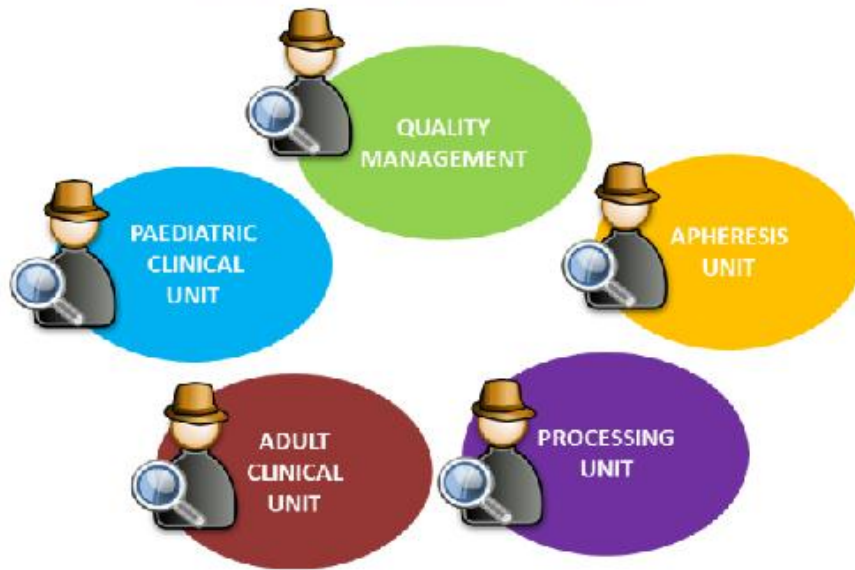 QUALITY
MANAGEMENT
PAEDIATRIC
CLINICAL
UNIT
APHERESIS
UNIT
ADULT
CLINICAL
UNIT
PROCESSING
UNIT